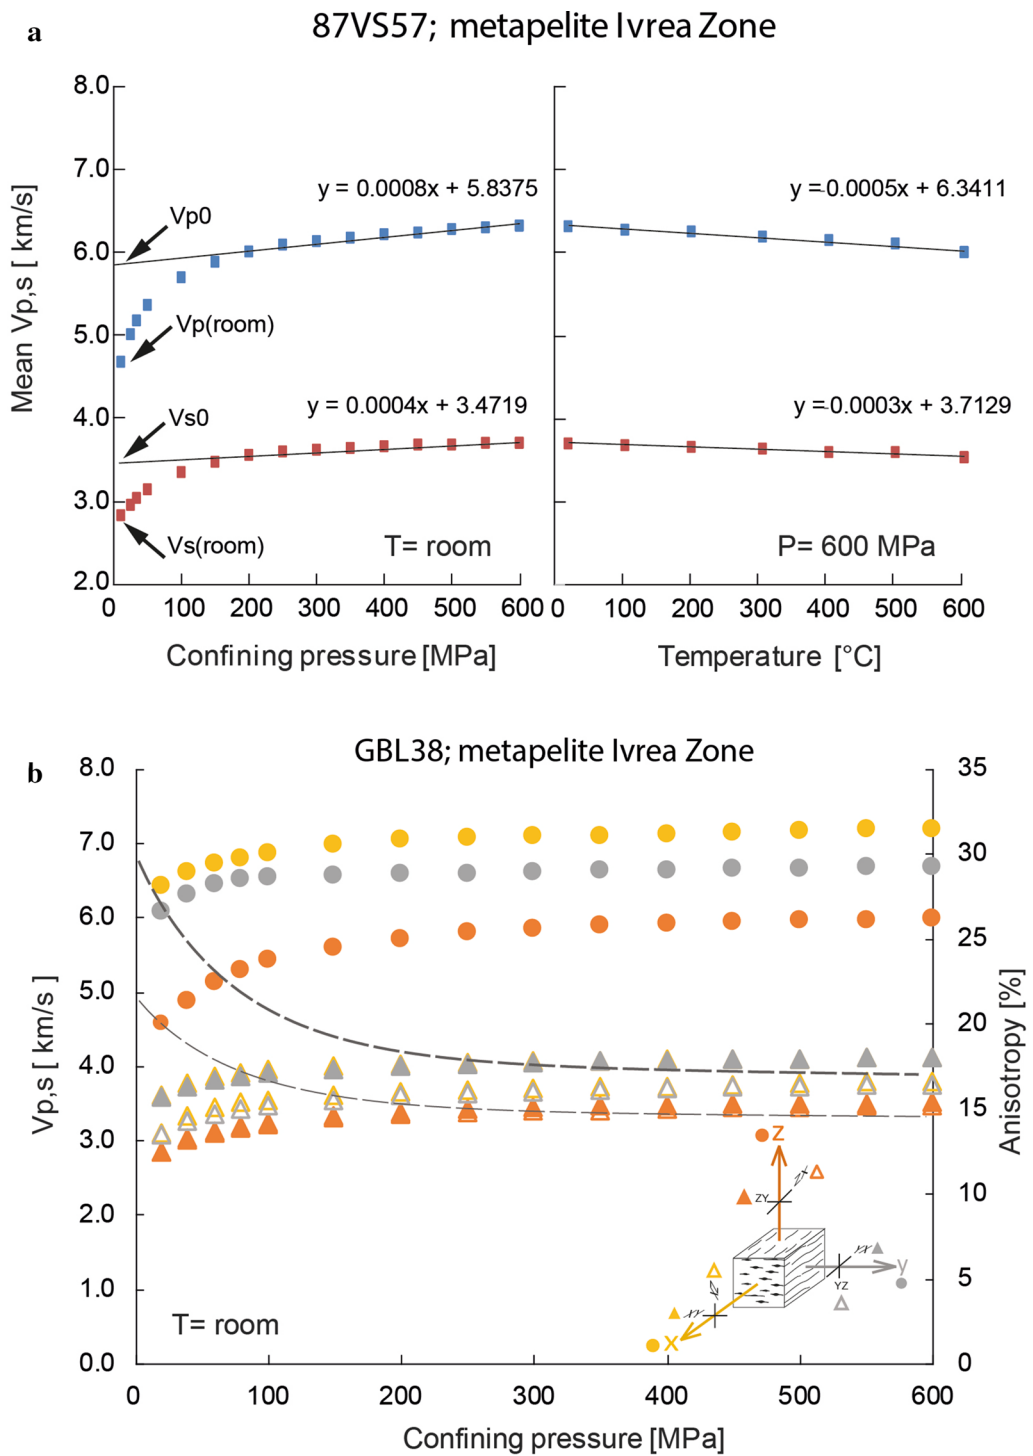 a
87VS57; metapelite Ivrea Zone
8.0
7.0
6.0
5.0
4.0
3.0
2.0
Mean Vp,s [ km/s]
y = 0.0008x + 5.8375
Vp0
Vp(room)
y = 0.0004x + 3.4719
Vs0
Vs(room)
T= room
0 100 200 300 400 500 600
Confining pressure [MPa]
y =-0.0005x + 6.3411
y =-0.0003x + 3.7129
P= 600 MPa
0 100 200 300 400 500 600
Temperature [°C]
b
GBL38; metapelite Ivrea Zone
8.0
7.0
6.0
5.0
4.0
3.0
2.0
1.0
0.0
Vp,s [ km/s]
35
30
25
20
15
10
5
0
Anisotropy [%]
Z
ZY
y
YZ
XY
X
T= room
0 100 200 300 400 500 600
Confining pressure [MPa]